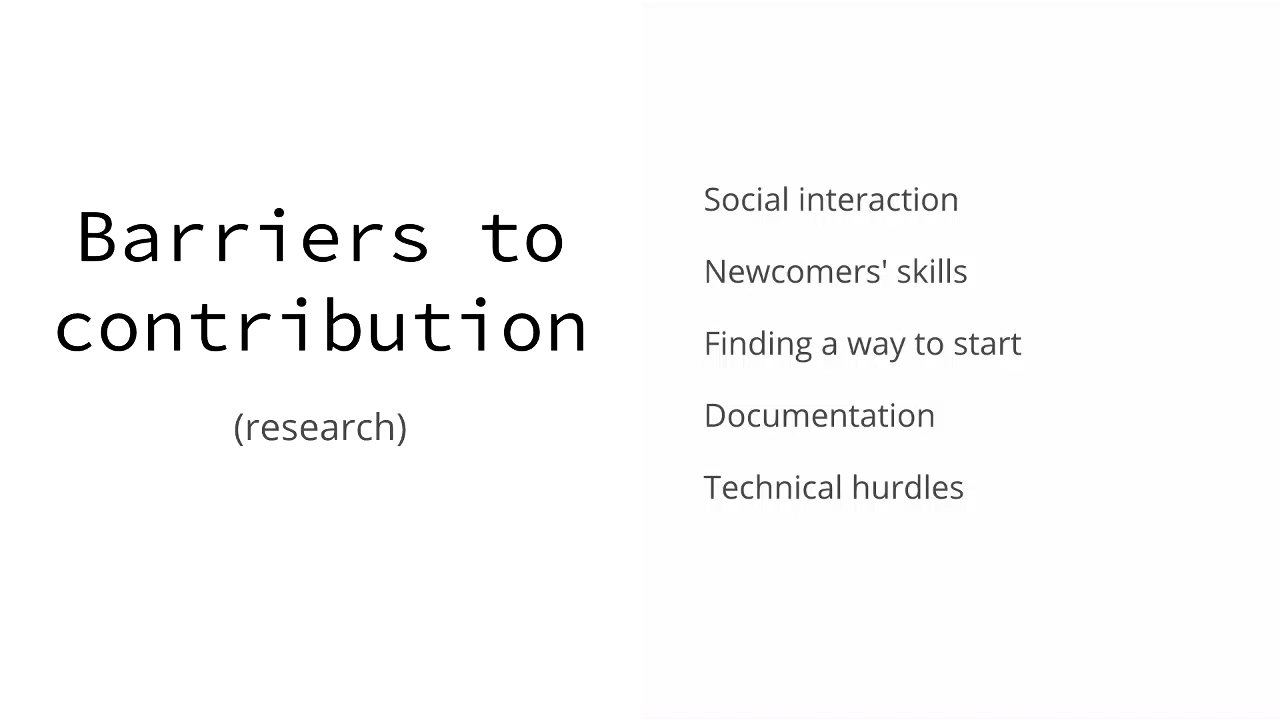 Barriers to
contribution
(research)
Social interaction
Newcomers' skills
Finding a way to start
Documentation
Technical hurdles